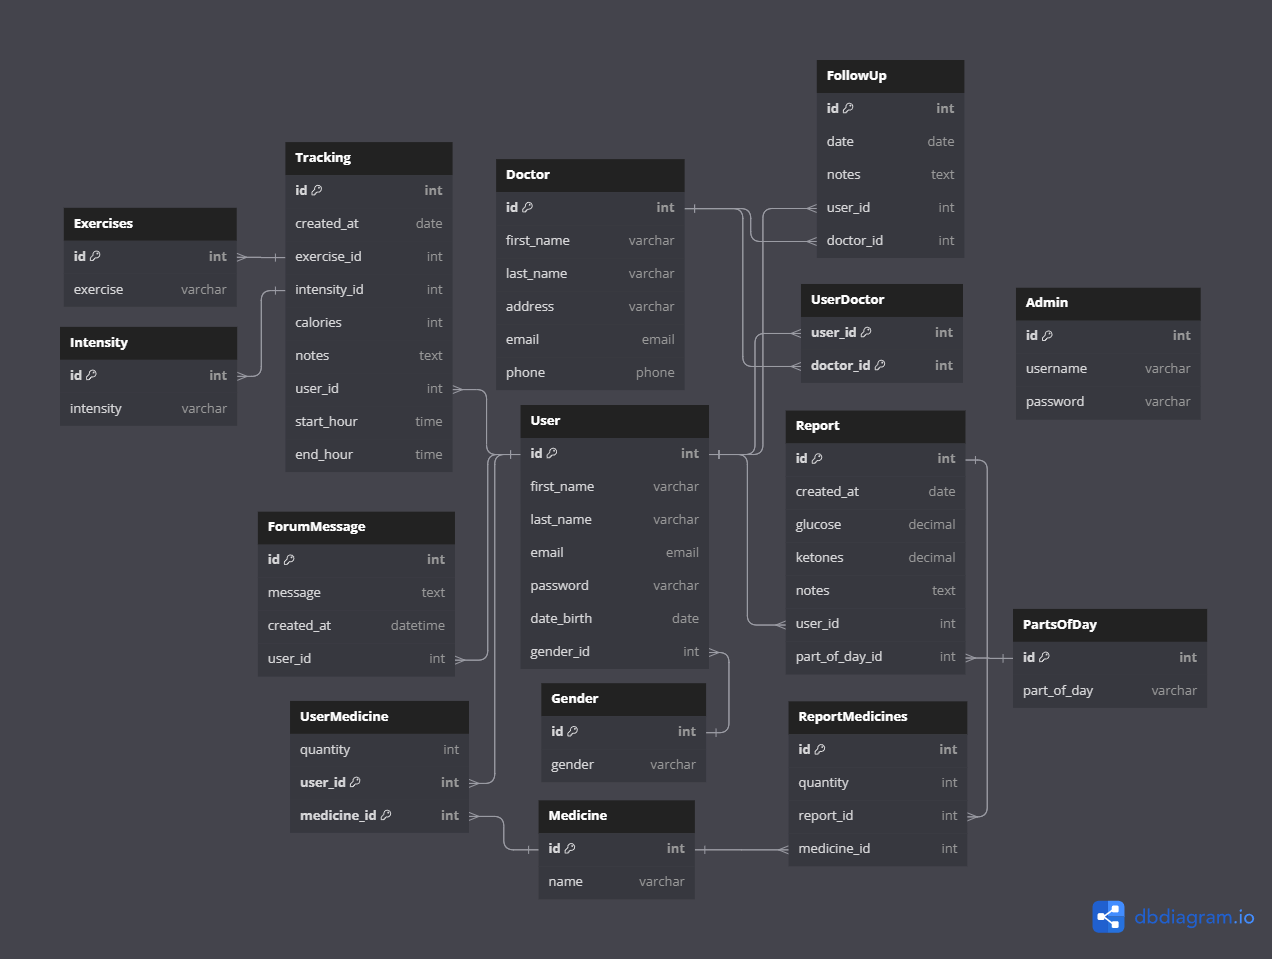 FollowUp
id int
date date
notes text
user_id int
doctor_id int
Tracking
id int
created_at date
exercise_id int
intensity_id int
calories int
notes text
user_id int
start_hour time
end_hour time
Doctor
id int
first_name varchar
last_name varchar
address varchar
email email
phone phone
Exercises
id int
exercise varchar
Intensity
id int
intensity varchar
UserDoctor
user_id int
doctor_id int
Admin
id int
username varchar
password varchar
User
id int
first_name varchar
last_name varchar
email email
password varchar
date_birth date
gender_id int
Report
id int
created_at date
glucose decimal
ketones decimal
notes text
user_id int
part_of_day_id int
ForumMessage
id int
message text
created_at datetime
user_id int
PartsOfDay
id int
part_of_day varchar
Gender
id int
gender varchar
UserMedicine
quantity int
user_id int
medicine_id int
ReportMedicines
id int
quantity int
report_id int
medicine_id int
Medicine
id int
name varchar
dbdiagram.io